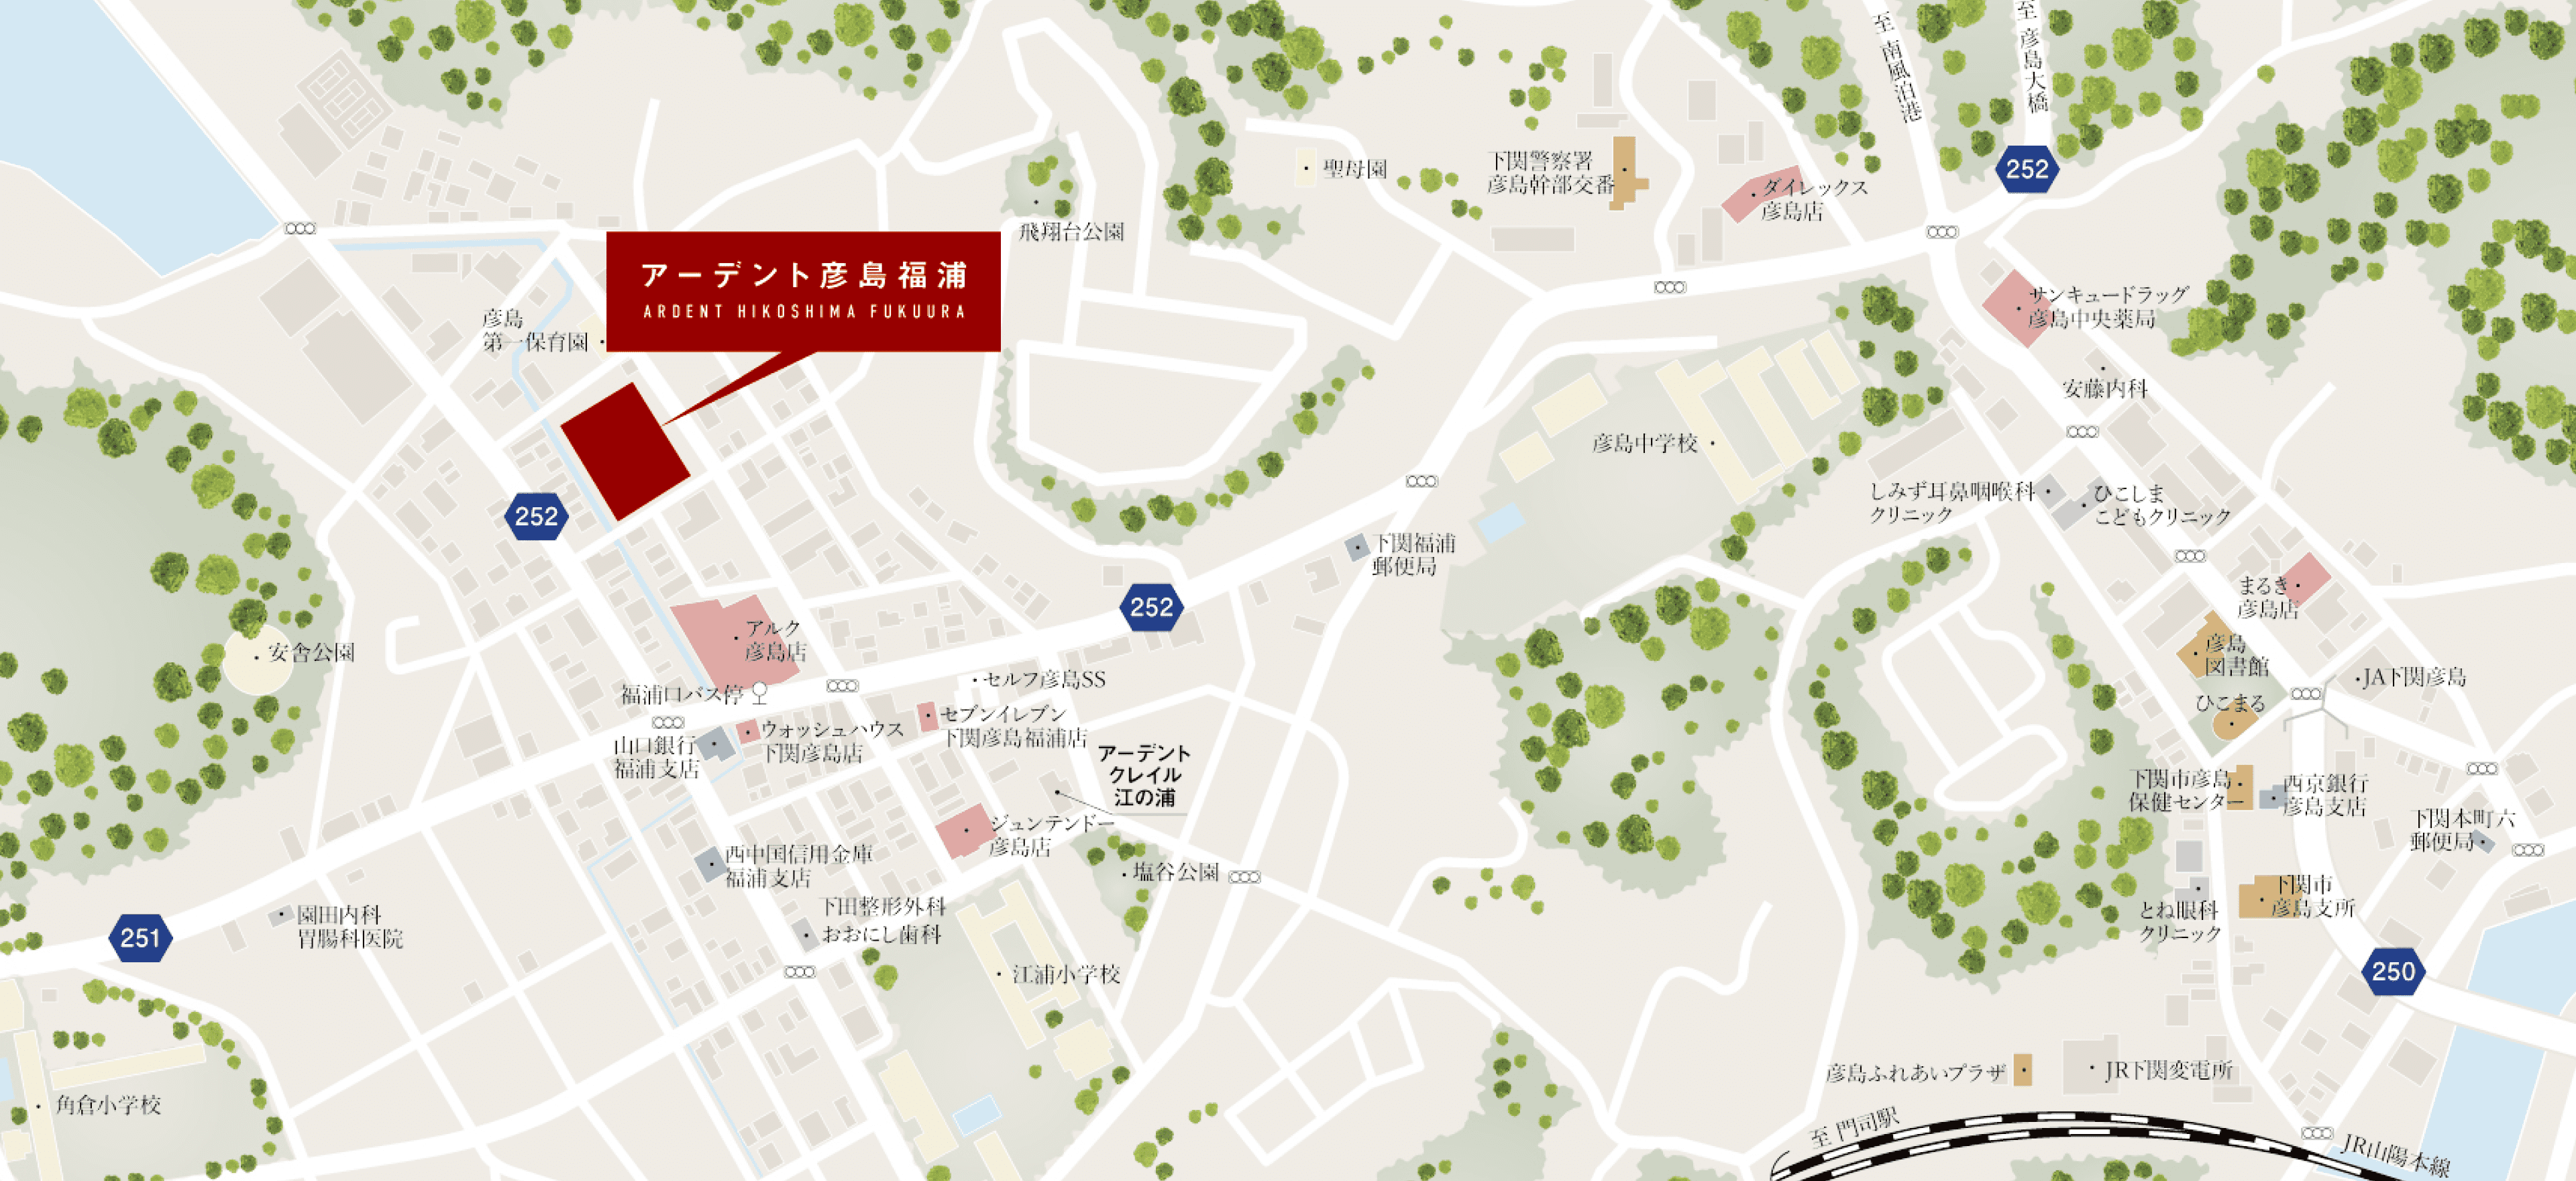 至 南風泊港
至 彦島大橋
252
聖母園
下関警察署
彦島幹部交番
ダイレックス
彦島店
飛翔台公園
アーデント彦島福浦
ARDENT HIKOSHIMA FUKUURA
彦島
第一保育園
サンキュードラッグ
彦島中央薬局
安藤内科
彦島中学校
しみず耳鼻咽喉科
クリニック
ひこしま
こどもクリニック
252
下関福浦
郵便局
252
まるき
彦島店
アルク
彦島店
安舎公園
彦島
図書館
JA下関彦島
セルフ彦島SS
福浦口バス停
ひこまる
セブンイレブン
下関彦島福浦店
ウォッシュハウス
下関彦島店
山口銀行
福浦支店
アーデント
クレイル
江の浦
下関市彦島
保健センター
西京銀行
彦島支店
下関本町六
郵便局
ジュンテンドー
彦島店
西中国信用金庫
福浦支店
塩谷公園
下関市
彦島支所
とね眼科
クリニック
下田整形外科
おおにし歯科
園田内科
胃腸科医院
251
江浦小学校
250
彦島ふれあいプラザ
JR下関変電所
角倉小学校
至 門司駅
JR山陽本線